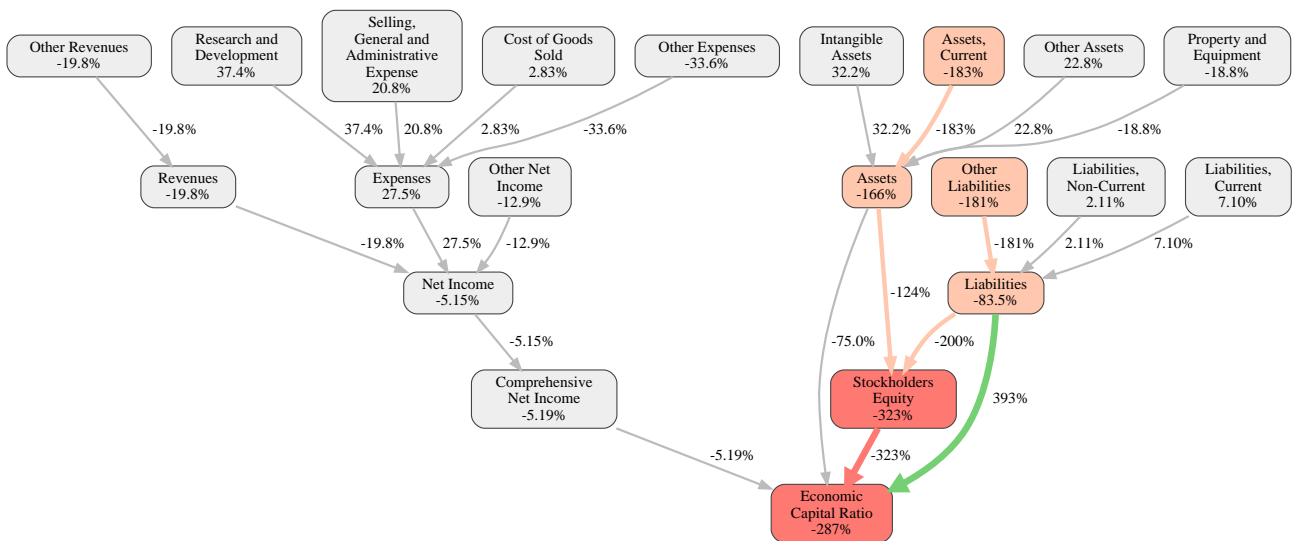 Other Revenues
-19.8%
Research and
Development
37.4%
Selling,
General and
Administrative
Expense
20.8%
Cost of Goods
Sold
2.83%
Other Expenses
-33.6%
Intangible
Assets
32.2%
Assets,
Current
-183%
Other Assets
22.8%
Property and
Equipment
-18.8%
-19.8%
37.4%
20.8%
2.83%
-33.6%
32.2%
-183%
22.8%
-18.8%
Revenues
-19.8%
Expenses
27.5%
Other Net
Income
-12.9%
Assets
-166%
Other
Liabilities
-181%
Liabilities,
Non-Current
2.11%
Liabilities,
Current
7.10%
-19.8%
27.5%
-12.9%
-181%
2.11%
7.10%
Net Income
-5.15%
Liabilities
-83.5%
-124%
-5.15%
-75.0%
-200%
Comprehensive
Net Income
-5.19%
Stockholders
Equity
-323%
393%
-5.19%
-323%
Economic
Capital Ratio
-287%